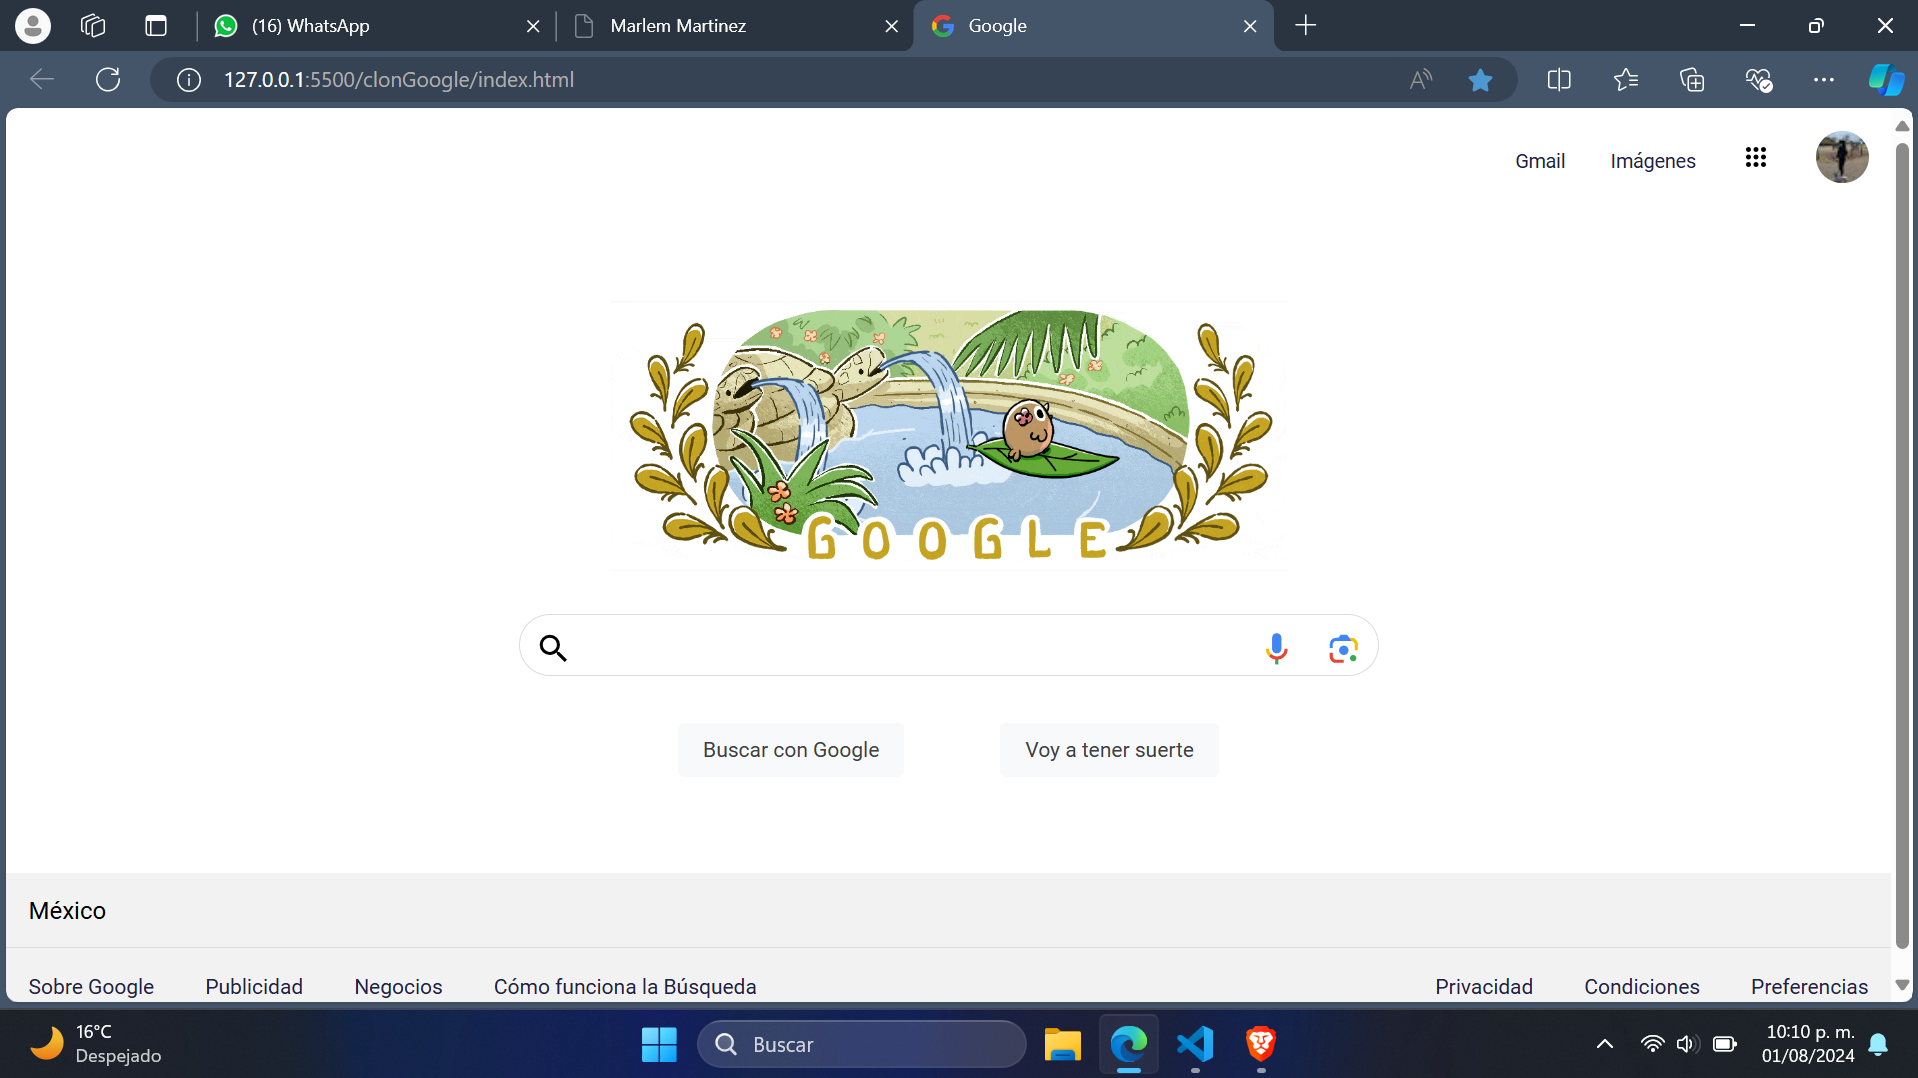 (16) WhatsApp
Marlem Martinez
Google
127.0.0.1:5500/clonGoogle/index.html
Gmail
Imágenes
GOOGLE
Buscar con Google
Voy a tener suerte
México
Sobre Google
Publicidad
Negocios
Cómo funciona la Búsqueda
Privacidad
Condiciones
Preferencias
16°C
Despejado
Buscar
10:10 p. m.
01/08/2024